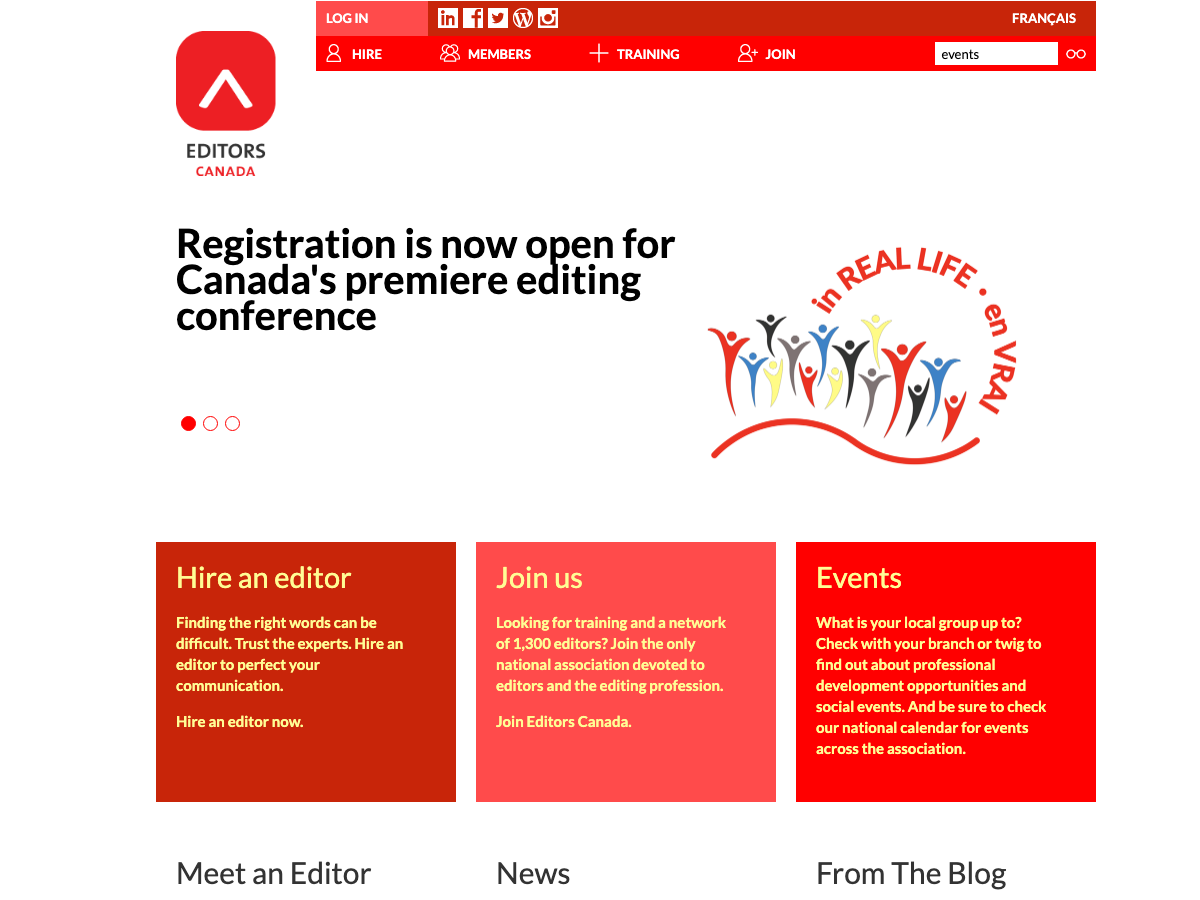 LOG IN
FRANÇAIS
HIRE
MEMBERS
TRAINING
JOIN
events
EDITORS
CANADA
Registration is now open for
Canada's premiere editing
conference
in REAL LIFE • en VRAI
Hire an editor
Finding the right words can be
difficult. Trust the experts. Hire an
editor to perfect your
communication.
Hire an editor now.
Join us
Looking for training and a network
of 1,300 editors? Join the only
national association devoted to
editors and the editing profession.
Join Editors Canada.
Events
What is your local group up to?
Check with your branch or twig to
find out about professional
development opportunities and
social events. And be sure to check
our national calendar for events
across the association.
Meet an Editor
News
From The Blog